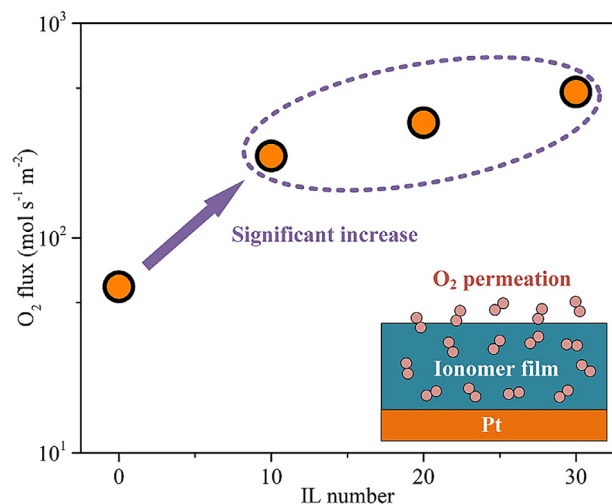 10³
10²
10¹
O₂ flux (mol s⁻¹ m⁻²)
Significant increase
O₂ permeation
Ionomer film
Pt
0 10 20 30
IL number